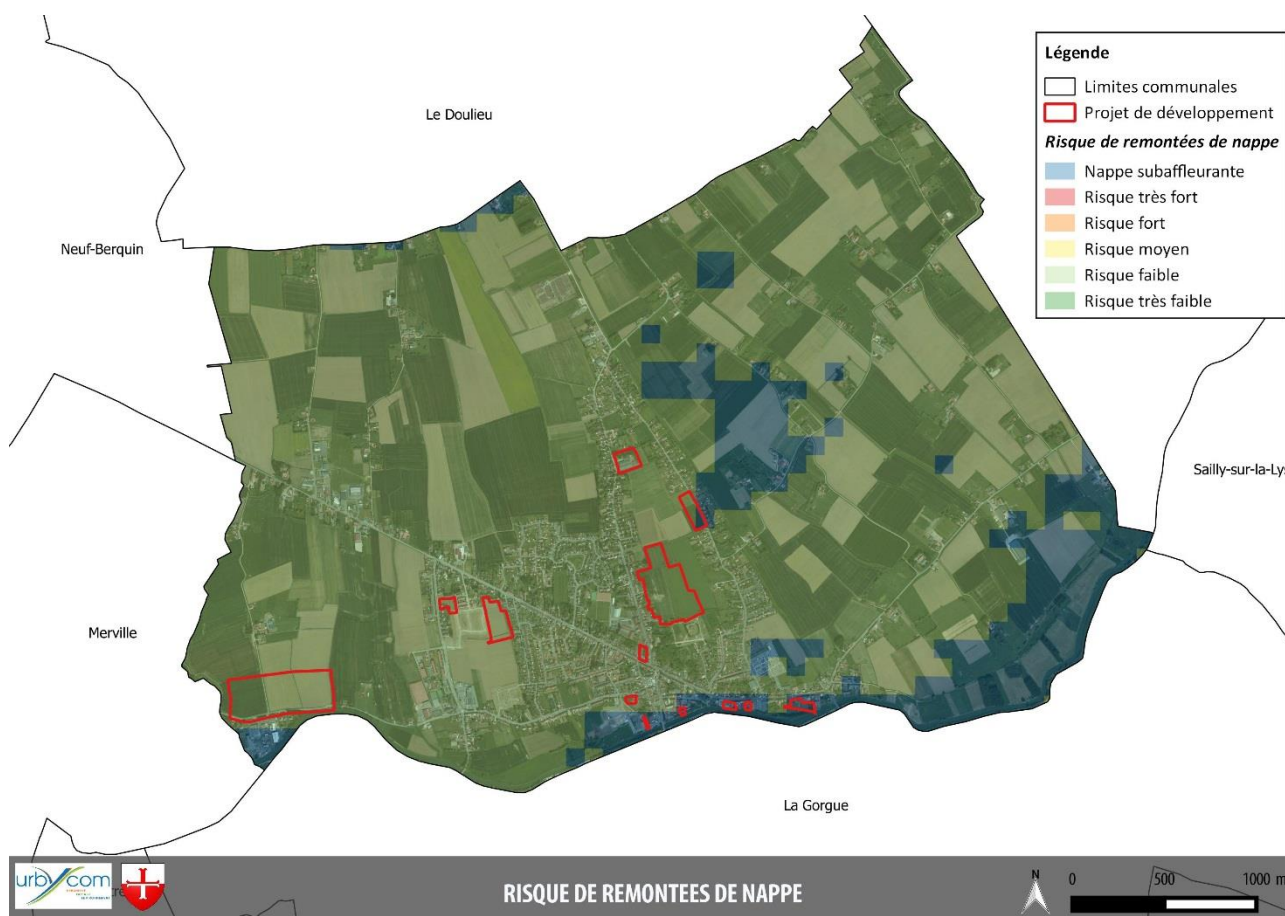 Légende
Limites communales
Projet de développement
Risque de remontées de nappe
Nappe subaffleurante
Risque très fort
Risque fort
Risque moyen
Risque faible
Risque très faible
Le Doulieu
Neuf-Berquin
Sailly-sur-la-Lys
Merville
La Gorgue
urbycom
RISQUE DE REMONTEES DE NAPPE
N
0 500 1000 m